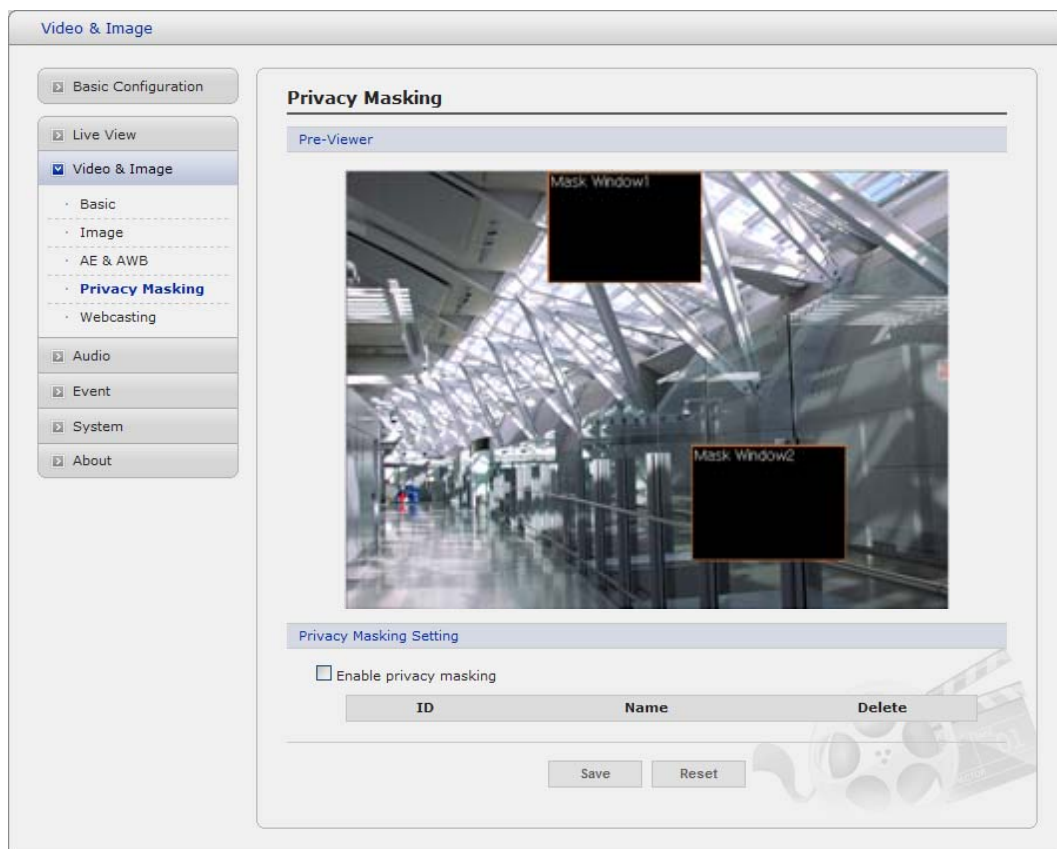 Video & Image
Basic Configuration
Live View
Video & Image
Basic
Image
AE & AWB
Privacy Masking
Webcasting
Audio
Event
System
About
Privacy Masking
Pre-Viewer
Mask Window1
Mask Window2
Privacy Masking Setting
Enable privacy masking
ID Name Delete
Save Reset